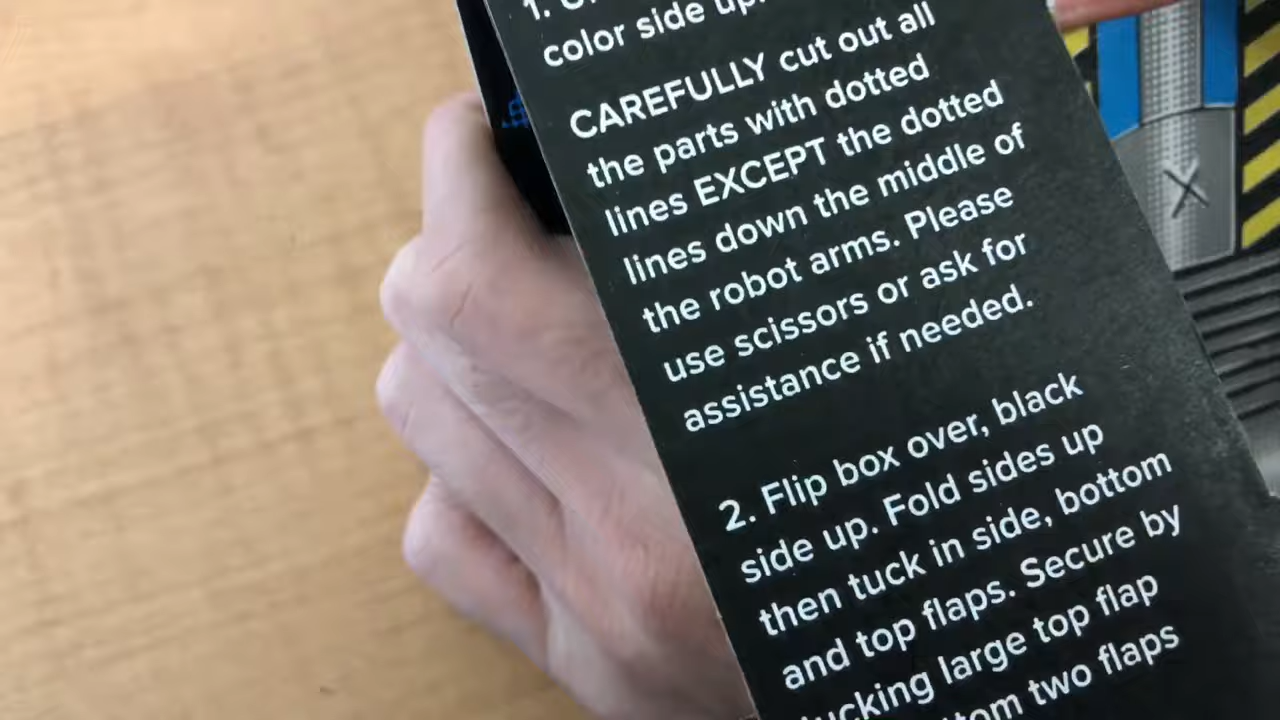 1.
color side up.
CAREFULLY cut out all
the parts with dotted
lines EXCEPT the dotted
lines down the middle of
the robot arms. Please
use scissors or ask for
assistance if needed.
2. Flip box over, black
side up. Fold sides up
then tuck in side, bottom
and top flaps. Secure by
tucking large top flap
two flaps